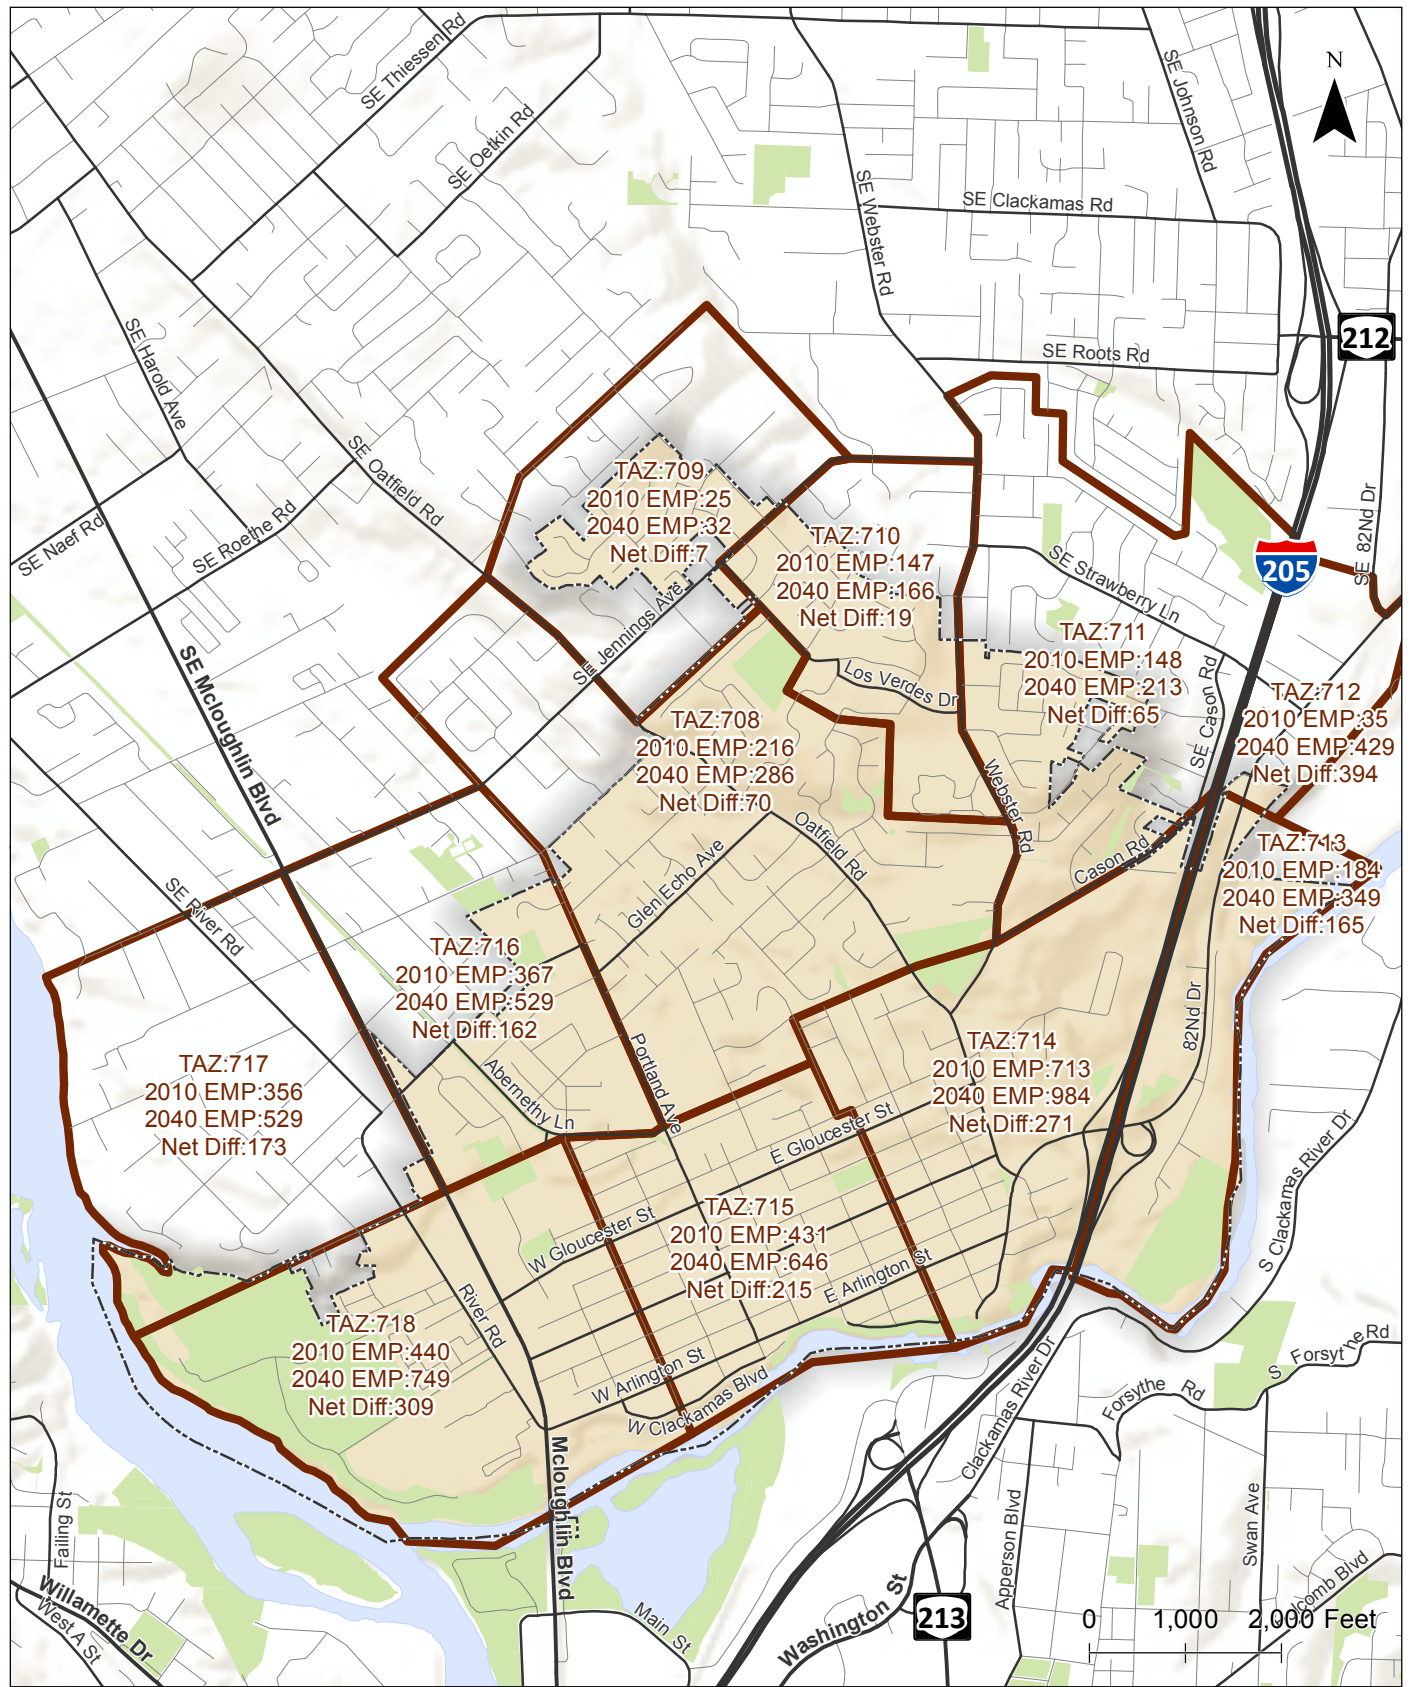 SE Thiessen Rd
SE Johnson Rd
N
SE Oetkin Rd
SE Webster Rd
SE Clackamas Rd
SE Harold Ave
SE Roots Rd
212
SE Oatfield Rd
SE Naef Rd
SE Roethe Rd
TAZ:709
2010 EMP:25
2040 EMP:32
Net Diff:7
TAZ:710
2010 EMP:147
2040 EMP:166
Net Diff:19
SE 82Nd Dr
205
SE Strawberry Ln
SE Jennings Ave
TAZ:711
2010 EMP:148
2040 EMP:213
Net Diff:65
Los Verdes Dr
SE Cason Rd
SE Mcloughlin Blvd
TAZ:712
2010 EMP:35
2040 EMP:429
Net Diff:394
TAZ:708
2010 EMP:216
2040 EMP:286
Net Diff:70
Webster Rd
Oatfield Rd
Glen Echo Ave
Cason Rd
TAZ:713
2010 EMP:184
2040 EMP:349
Net Diff:165
SE River Rd
TAZ:716
2010 EMP:367
2040 EMP:529
Net Diff:162
82Nd Dr
Portland Ave
TAZ:714
2010 EMP:713
2040 EMP:984
Net Diff:271
TAZ:717
2010 EMP:356
2040 EMP:529
Net Diff:173
Abernethy Ln
E Gloucester St
S Clackamas River Dr
W Gloucester St
TAZ:715
2010 EMP:431
2040 EMP:646
Net Diff:215
E Arlington St
River Rd
TAZ:718
2010 EMP:440
2040 EMP:749
Net Diff:309
W Arlington St
W Clackamas Blvd
Clackamas River Dr
S Forsythe Rd
Forsythe Rd
Mcloughlin Blvd
Failing St
Apperson Blvd
Swan Ave
Willamette Dr
West A St
Main St
Washington St
213
0 1,000 2,000 Feet